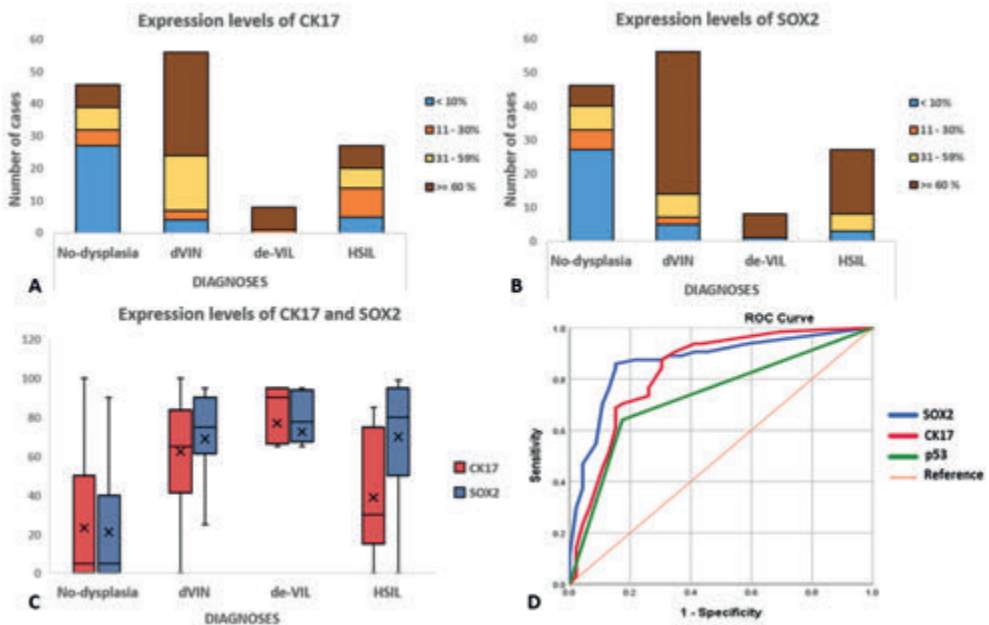 Expression levels of CK17
60
50
40
30
20
10
0
Number of cases
No-dysplasia dVIN de-VIL HSIL
DIAGNOSES
< 10%
11 - 30%
31 - 59%
>= 60 %
A
Expression levels of SOX2
60
50
40
30
20
10
0
Number of cases
No-dysplasia dVIN de-VIL HSIL
DIAGNOSES
< 10%
11 - 30%
31 - 59%
>= 60 %
B
Expression levels of CK17 and SOX2
120
100
80
60
40
20
0
No-dysplasia dVIN de-VIL HSIL
DIAGNOSES
CK17
SOX2
C
ROC Curve
1.0
0.8
0.6
0.4
0.2
0.0
Sensitivity
0.0 0.2 0.4 0.6 0.8 1.0
1 - Specificity
SOX2
CK17
p53
Reference
D